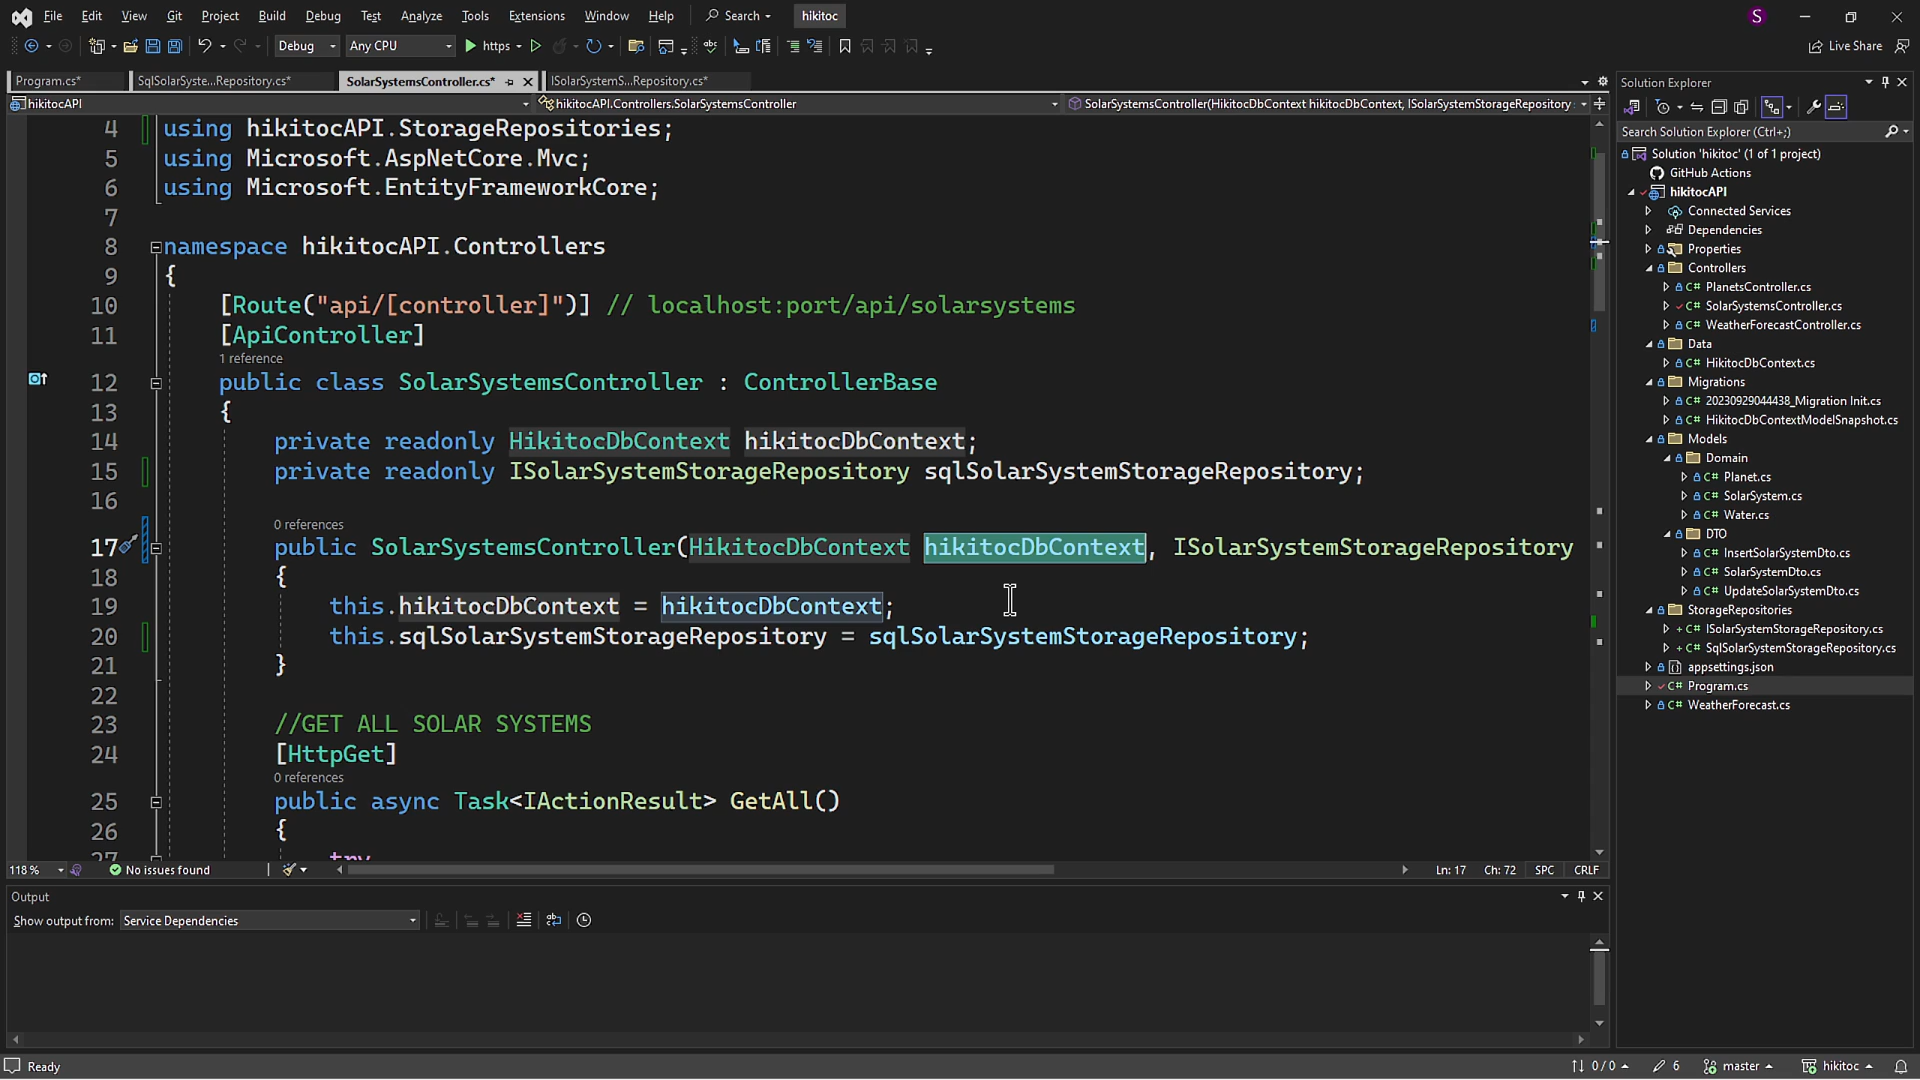 File Edit View Git Project Build Debug Test Analyze Tools Extensions Window Help Search hikitoc S
Debug Any CPU https Live Share
Program.cs* SqlSolarSyste...Repository.cs* SolarSystemsController.cs* ISolarSystemS...Repository.cs*
hikitocAPI hikitocAPI.Controllers.SolarSystemsController SolarSystemsController(HikitocDbContext hikitocDbContext, ISolarSystemStorageRepository
4 using hikitocAPI.StorageRepositories;
5 using Microsoft.AspNetCore.Mvc;
6 using Microsoft.EntityFrameworkCore;
7
8 namespace hikitocAPI.Controllers
9 {
10 [Route("api/[controller]")] // localhost:port/api/solarsystems
11 [ApiController]
1 reference
12 public class SolarSystemsController : ControllerBase
13 {
14 private readonly HikitocDbContext hikitocDbContext;
15 private readonly ISolarSystemStorageRepository sqlSolarSystemStorageRepository;
16
0 references
17 public SolarSystemsController(HikitocDbContext hikitocDbContext, ISolarSystemStorageRepository
18 {
19 this.hikitocDbContext = hikitocDbContext;
20 this.sqlSolarSystemStorageRepository = sqlSolarSystemStorageRepository;
21 }
22
23 //GET ALL SOLAR SYSTEMS
24 [HttpGet]
0 references
25 public async Task<IActionResult> GetAll()
26 {
27 try
118 % No issues found Ln: 17 Ch: 72 SPC CRLF
Output
Show output from: Service Dependencies
Solution Explorer
Search Solution Explorer (Ctrl+;)
Solution 'hikitoc' (1 of 1 project)
GitHub Actions
hikitocAPI
Connected Services
Dependencies
Properties
Controllers
C# PlanetsController.cs
C# SolarSystemsController.cs
C# WeatherForecastController.cs
Data
C# HikitocDbContext.cs
Migrations
C# 20230929044438_Migration Init.cs
C# HikitocDbContextModelSnapshot.cs
Models
Domain
C# Planet.cs
C# SolarSystem.cs
C# Water.cs
DTO
C# InsertSolarSystemDto.cs
C# SolarSystemDto.cs
C# UpdateSolarSystemDto.cs
StorageRepositories
+ C# ISolarSystemStorageRepository.cs
+ C# SqlSolarSystemStorageRepository.cs
appsettings.json
C# Program.cs
C# WeatherForecast.cs
Ready 0 / 0 6 master hikitoc